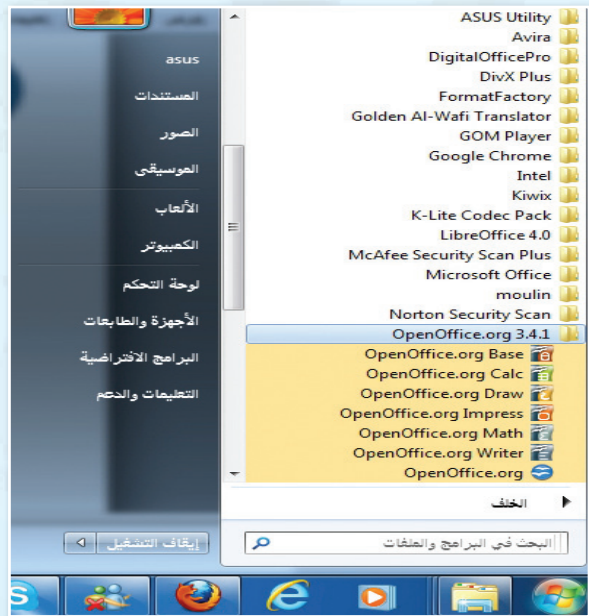 ASUS Utility
Avira
DigitalOfficePro
DivX Plus
FormatFactory
Golden Al-Wafi Translator
GOM Player
Google Chrome
Intel
Kiwix
K-Lite Codec Pack
LibreOffice 4.0
McAfee Security Scan Plus
Microsoft Office
moulin
Norton Security Scan
OpenOffice.org 3.4.1
OpenOffice.org Base
OpenOffice.org Calc
OpenOffice.org Draw
OpenOffice.org Impress
OpenOffice.org Math
OpenOffice.org Writer
OpenOffice.org
الخلف
البحث في البرامج والملفات
asus
المستندات
الصور
الموسيقى
الألعاب
الكمبيوتر
لوحة التحكم
الأجهزة والطابعات
البرامج الافتراضية
التعليمات والدعم
إيقاف التشغيل